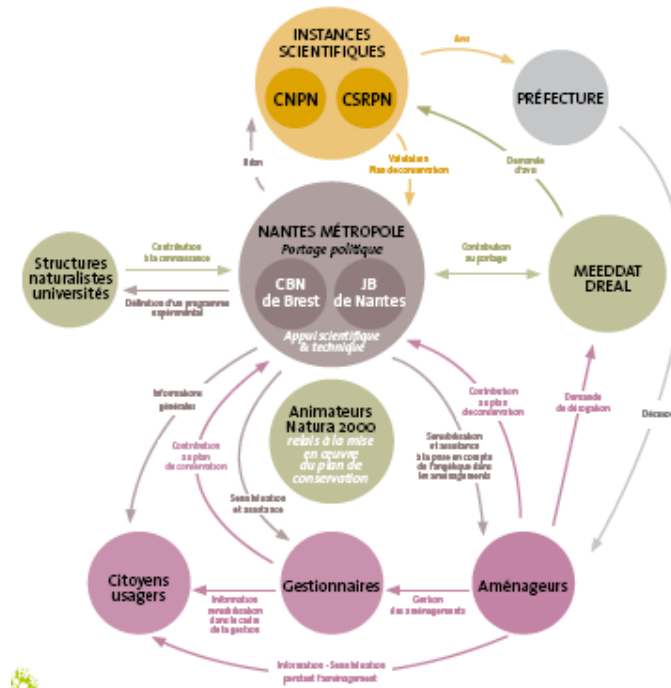 INSTANCES
SCIENTIFIQUES
CNPN
CSRPN
Avis
PRÉFECTURE
Bilan
Validation
Plan de conservation
Demande
d'avis
NANTES MÉTROPOLE
Portage politique
CBN
de Brest
JB
de Nantes
Appui scientifique
& technique
Structures
naturalistes
universités
Contribution
à la connaissance
Définition d'un programme
expérimental
Contribution
au portage
MEEDDAT
DREAL
Informations
générales
Contribution
au plan
de conservation
Animateurs
Natura 2000
relais à la mise
en œuvre
du plan de
conservation
Sensibilisation
et assistance
Sensibilisation
et assistance
à la prise en compte
de l'angélique dans
les aménagements
Contribution
au plan
de conservation
Demande
de dérogation
Décision
Citoyens
usagers
Information
sensibilisation
dans le cadre
de la gestion
Gestionnaires
Gestion
des aménagements
Aménageurs
Information - Sensibilisation
pendant l'aménagement